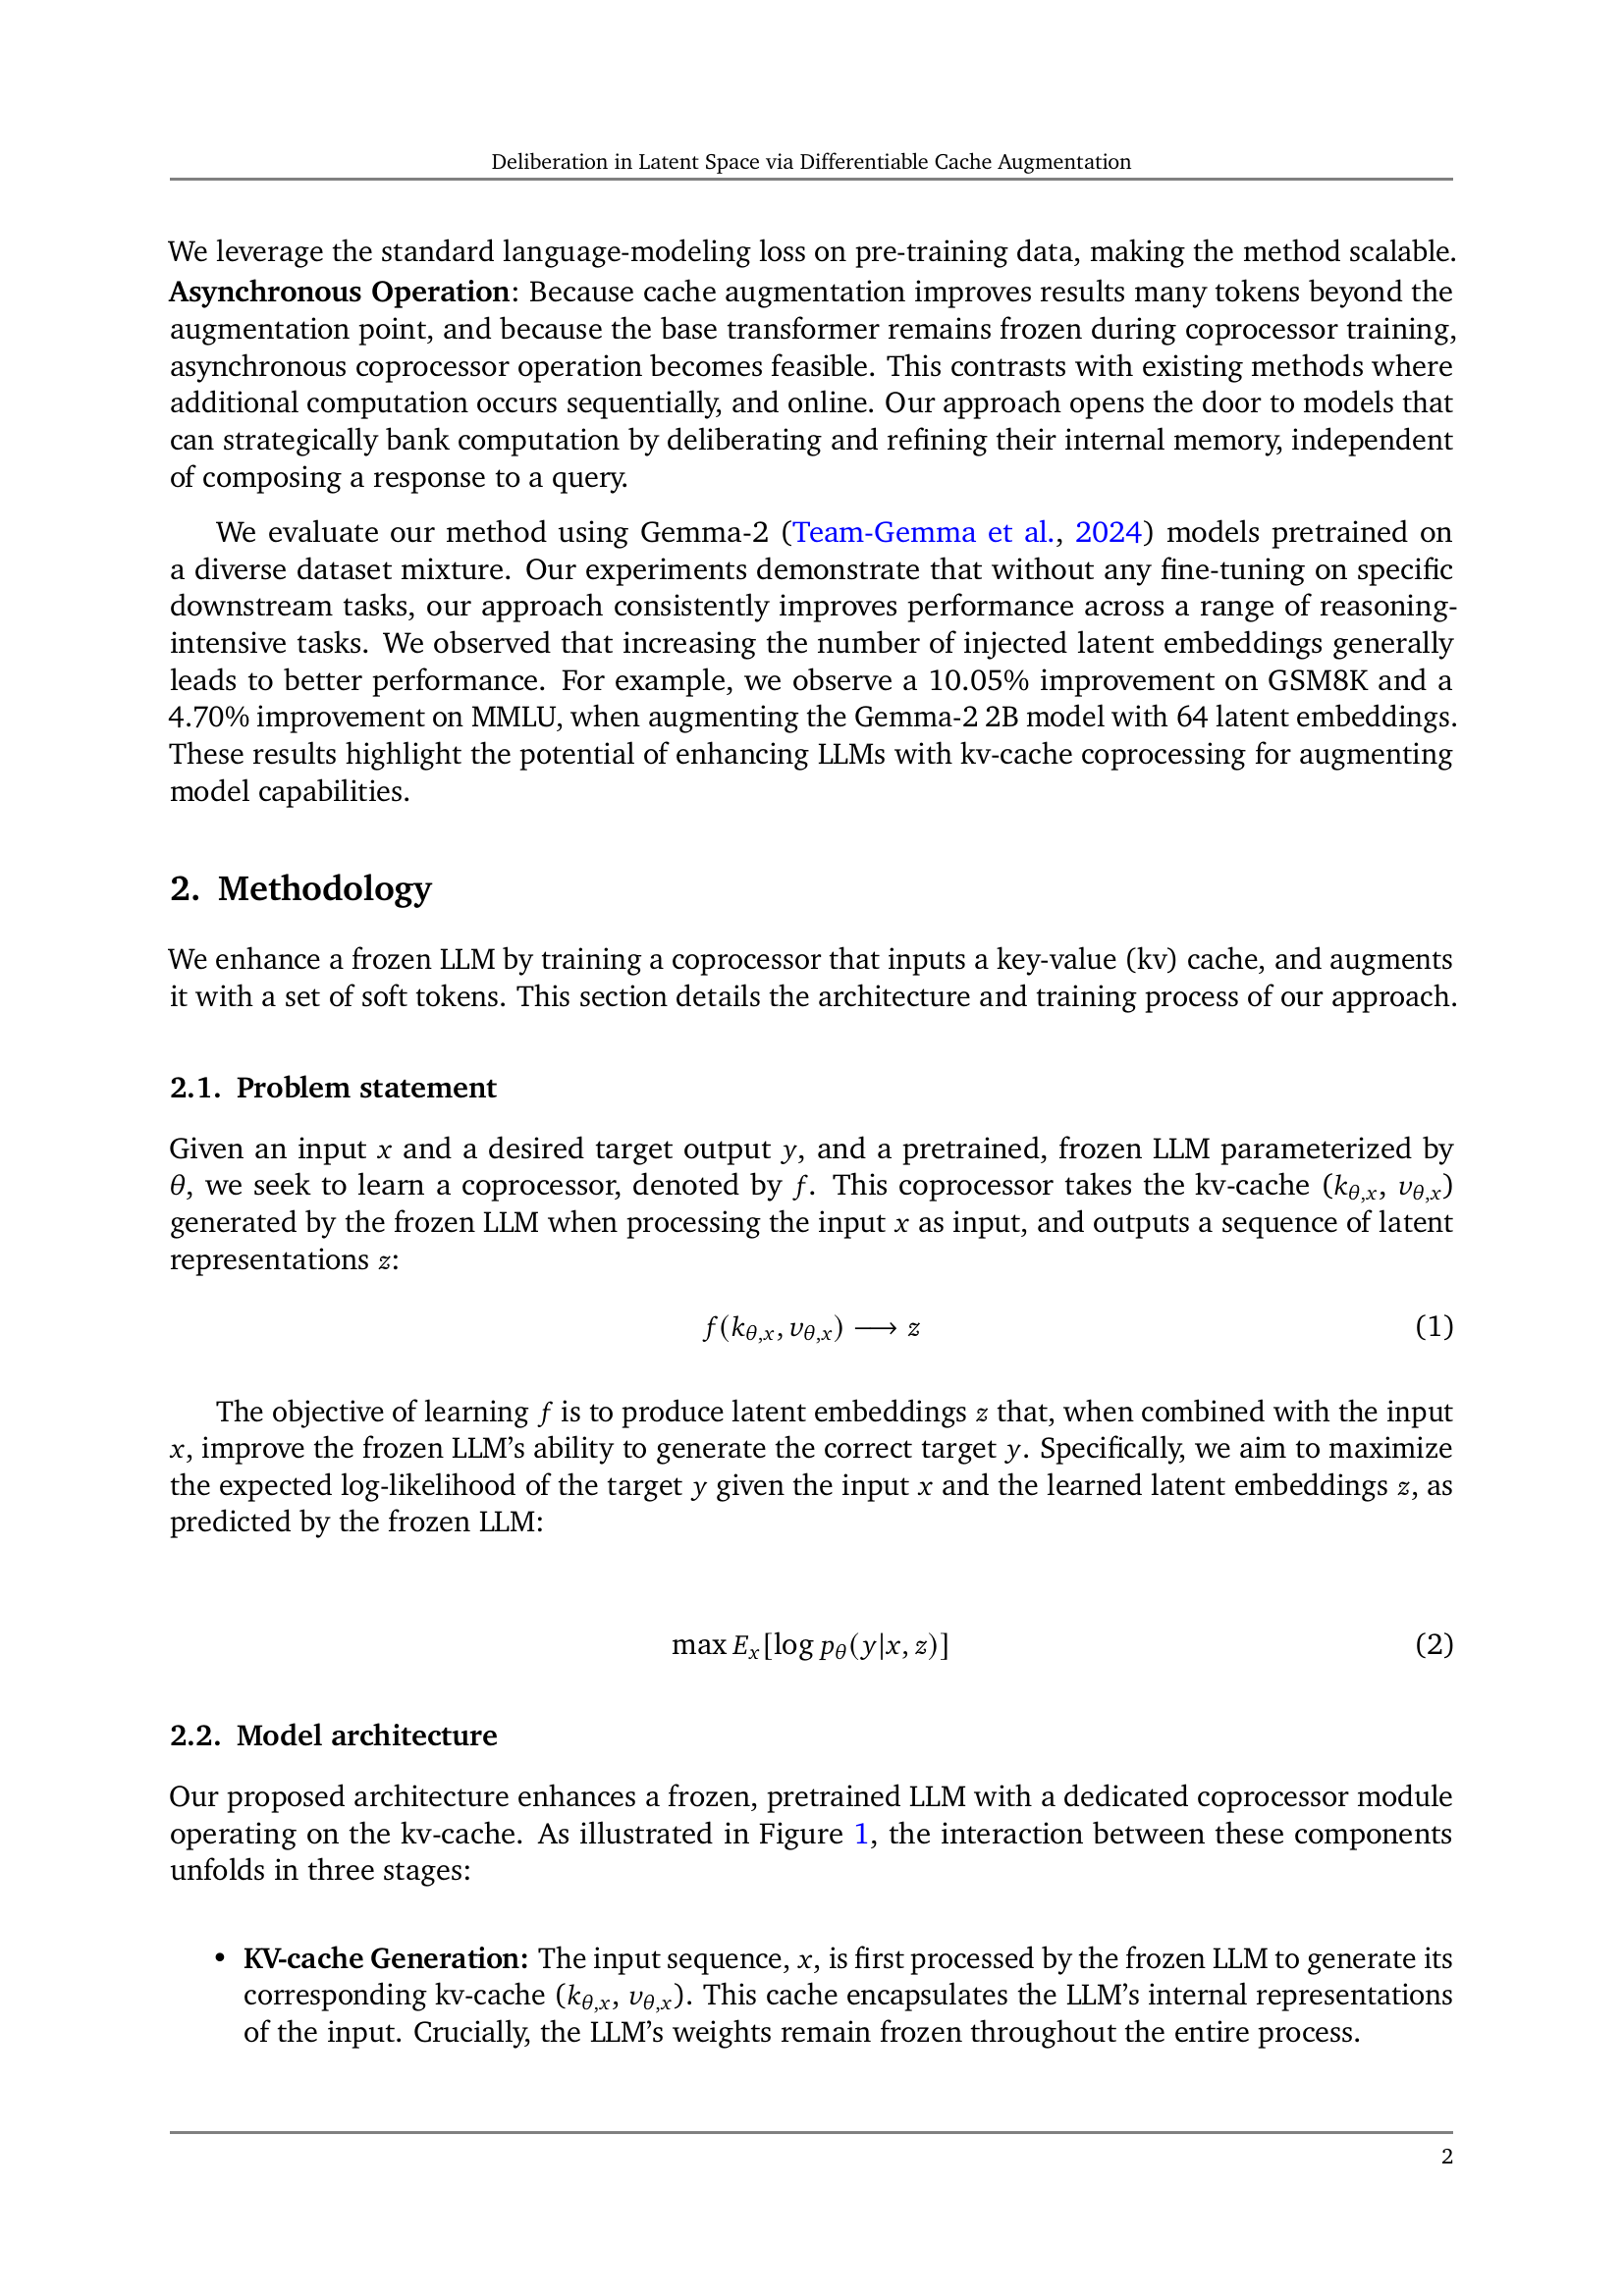 Deliberation in Latent Space via Differentiable Cache Augmentation
We leverage the standard language-modeling loss on pre-training data, making the method scalable.
Asynchronous Operation: Because cache augmentation improves results many tokens beyond the
augmentation point, and because the base transformer remains frozen during coprocessor training,
asynchronous coprocessor operation becomes feasible. This contrasts with existing methods where
additional computation occurs sequentially, and online. Our approach opens the door to models that
can strategically bank computation by deliberating and refining their internal memory, independent
of composing a response to a query.
We evaluate our method using Gemma-2 (Team-Gemma et al., 2024) models pretrained on
a diverse dataset mixture. Our experiments demonstrate that without any fine-tuning on specific
downstream tasks, our approach consistently improves performance across a range of reasoning-
intensive tasks. We observed that increasing the number of injected latent embeddings generally
leads to better performance. For example, we observe a 10.05% improvement on GSM8K and a
4.70% improvement on MMLU, when augmenting the Gemma-2 2B model with 64 latent embeddings.
These results highlight the potential of enhancing LLMs with kv-cache coprocessing for augmenting
model capabilities.
2. Methodology
We enhance a frozen LLM by training a coprocessor that inputs a key-value (kv) cache, and augments
it with a set of soft tokens. This section details the architecture and training process of our approach.
2.1. Problem statement
Given an input x and a desired target output y, and a pretrained, frozen LLM parameterized by
θ, we seek to learn a coprocessor, denoted by f. This coprocessor takes the kv-cache (k_{θ,x}, v_{θ,x})
generated by the frozen LLM when processing the input x as input, and outputs a sequence of latent
representations z:
f(k_{θ,x}, v_{θ,x}) ⟶ z (1)
The objective of learning f is to produce latent embeddings z that, when combined with the input
x, improve the frozen LLM's ability to generate the correct target y. Specifically, we aim to maximize
the expected log-likelihood of the target y given the input x and the learned latent embeddings z, as
predicted by the frozen LLM:
max E_x[log p_θ(y|x, z)] (2)
2.2. Model architecture
Our proposed architecture enhances a frozen, pretrained LLM with a dedicated coprocessor module
operating on the kv-cache. As illustrated in Figure 1, the interaction between these components
unfolds in three stages:
• KV-cache Generation: The input sequence, x, is first processed by the frozen LLM to generate its
corresponding kv-cache (k_{θ,x}, v_{θ,x}). This cache encapsulates the LLM's internal representations
of the input. Crucially, the LLM's weights remain frozen throughout the entire process.
2